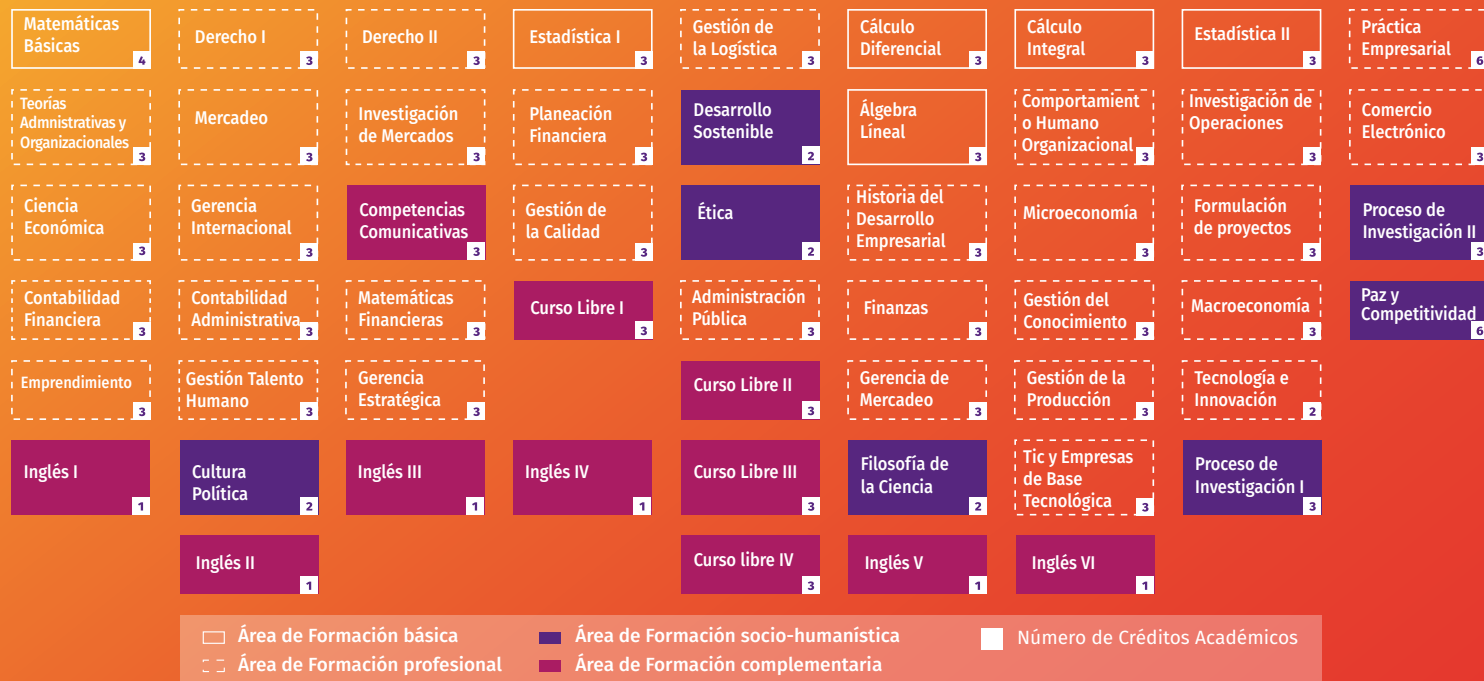 Matemáticas
Básicas
4
Derecho I
3
Derecho II
3
Estadística I
3
Gestión de
la Logística
3
Cálculo
Diferencial
3
Cálculo
Integral
3
Estadística II
3
Práctica
Empresarial
6
Teorías
Admnistrativas y
Organizacionales
3
Mercadeo
3
Investigación
de Mercados
3
Planeación
Financiera
3
Desarrollo
Sostenible
2
Álgebra
Líneal
3
Comportamient
o Humano
Organizacional
3
Investigación de
Operaciones
3
Comercio
Electrónico
3
Ciencia
Económica
3
Gerencia
Internacional
3
Competencias
Comunicativas
3
Gestión de
la Calidad
3
Ética
2
Historia del
Desarrollo
Empresarial
3
Microeconomía
3
Formulación
de proyectos
3
Proceso de
Investigación II
3
Contabilidad
Financiera
3
Contabilidad
Administrativa
3
Matemáticas
Financieras
3
Curso Libre I
3
Administración
Pública
3
Finanzas
3
Gestión del
Conocimiento
3
Macroeconomía
3
Paz y
Competitividad
6
Emprendimiento
3
Gestión Talento
Humano
3
Gerencia
Estratégica
3
Curso Libre II
3
Gerencia de
Mercadeo
3
Gestión de la
Producción
3
Tecnología e
Innovación
2
Inglés I
1
Cultura
Política
2
Inglés III
1
Inglés IV
1
Curso Libre III
3
Filosofía de
la Ciencia
2
Tic y Empresas
de Base
Tecnológica
3
Proceso de
Investigación I
3
Inglés II
1
Curso libre IV
3
Inglés V
1
Inglés VI
1
Área de Formación básica
Área de Formación socio-humanística
Número de Créditos Académicos
Área de Formación profesional
Área de Formación complementaria